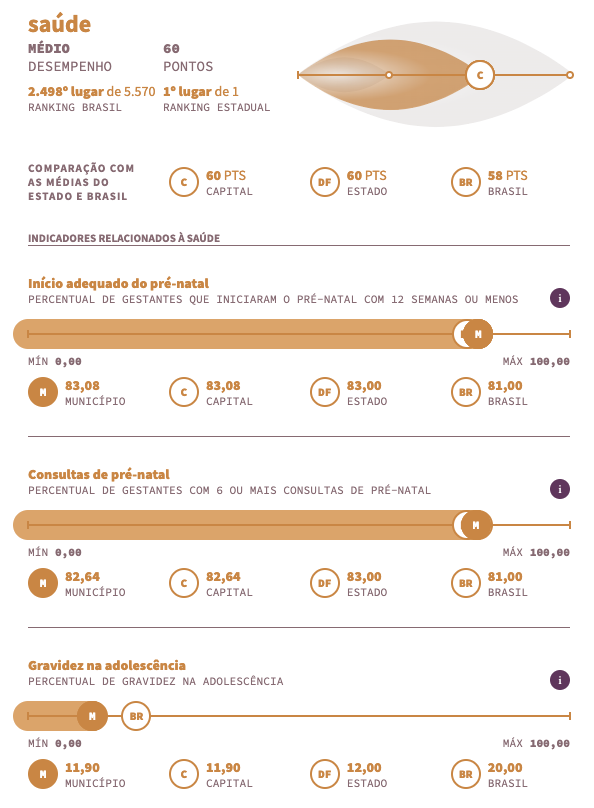 saúde
MÉDIO
DESEMPENHO
60
PONTOS
2.498º lugar de 5.570
RANKING BRASIL
1º lugar de 1
RANKING ESTADUAL
C
COMPARAÇÃO COM
AS MÉDIAS DO
ESTADO E BRASIL
C 60 PTS
CAPITAL
DF 60 PTS
ESTADO
BR 58 PTS
BRASIL
INDICADORES RELACIONADOS À SAÚDE
Início adequado do pré-natal
PERCENTUAL DE GESTANTES QUE INICIARAM O PRÉ-NATAL COM 12 SEMANAS OU MENOS
i
M
MÍN 0,00
MÁX 100,00
M 83,08
MUNICÍPIO
C 83,08
CAPITAL
DF 83,00
ESTADO
BR 81,00
BRASIL
Consultas de pré-natal
PERCENTUAL DE GESTANTES COM 6 OU MAIS CONSULTAS DE PRÉ-NATAL
i
M
MÍN 0,00
MÁX 100,00
M 82,64
MUNICÍPIO
C 82,64
CAPITAL
DF 83,00
ESTADO
BR 81,00
BRASIL
Gravidez na adolescência
PERCENTUAL DE GRAVIDEZ NA ADOLESCÊNCIA
i
M BR
MÍN 0,00
MÁX 100,00
M 11,90
MUNICÍPIO
C 11,90
CAPITAL
DF 12,00
ESTADO
BR 20,00
BRASIL